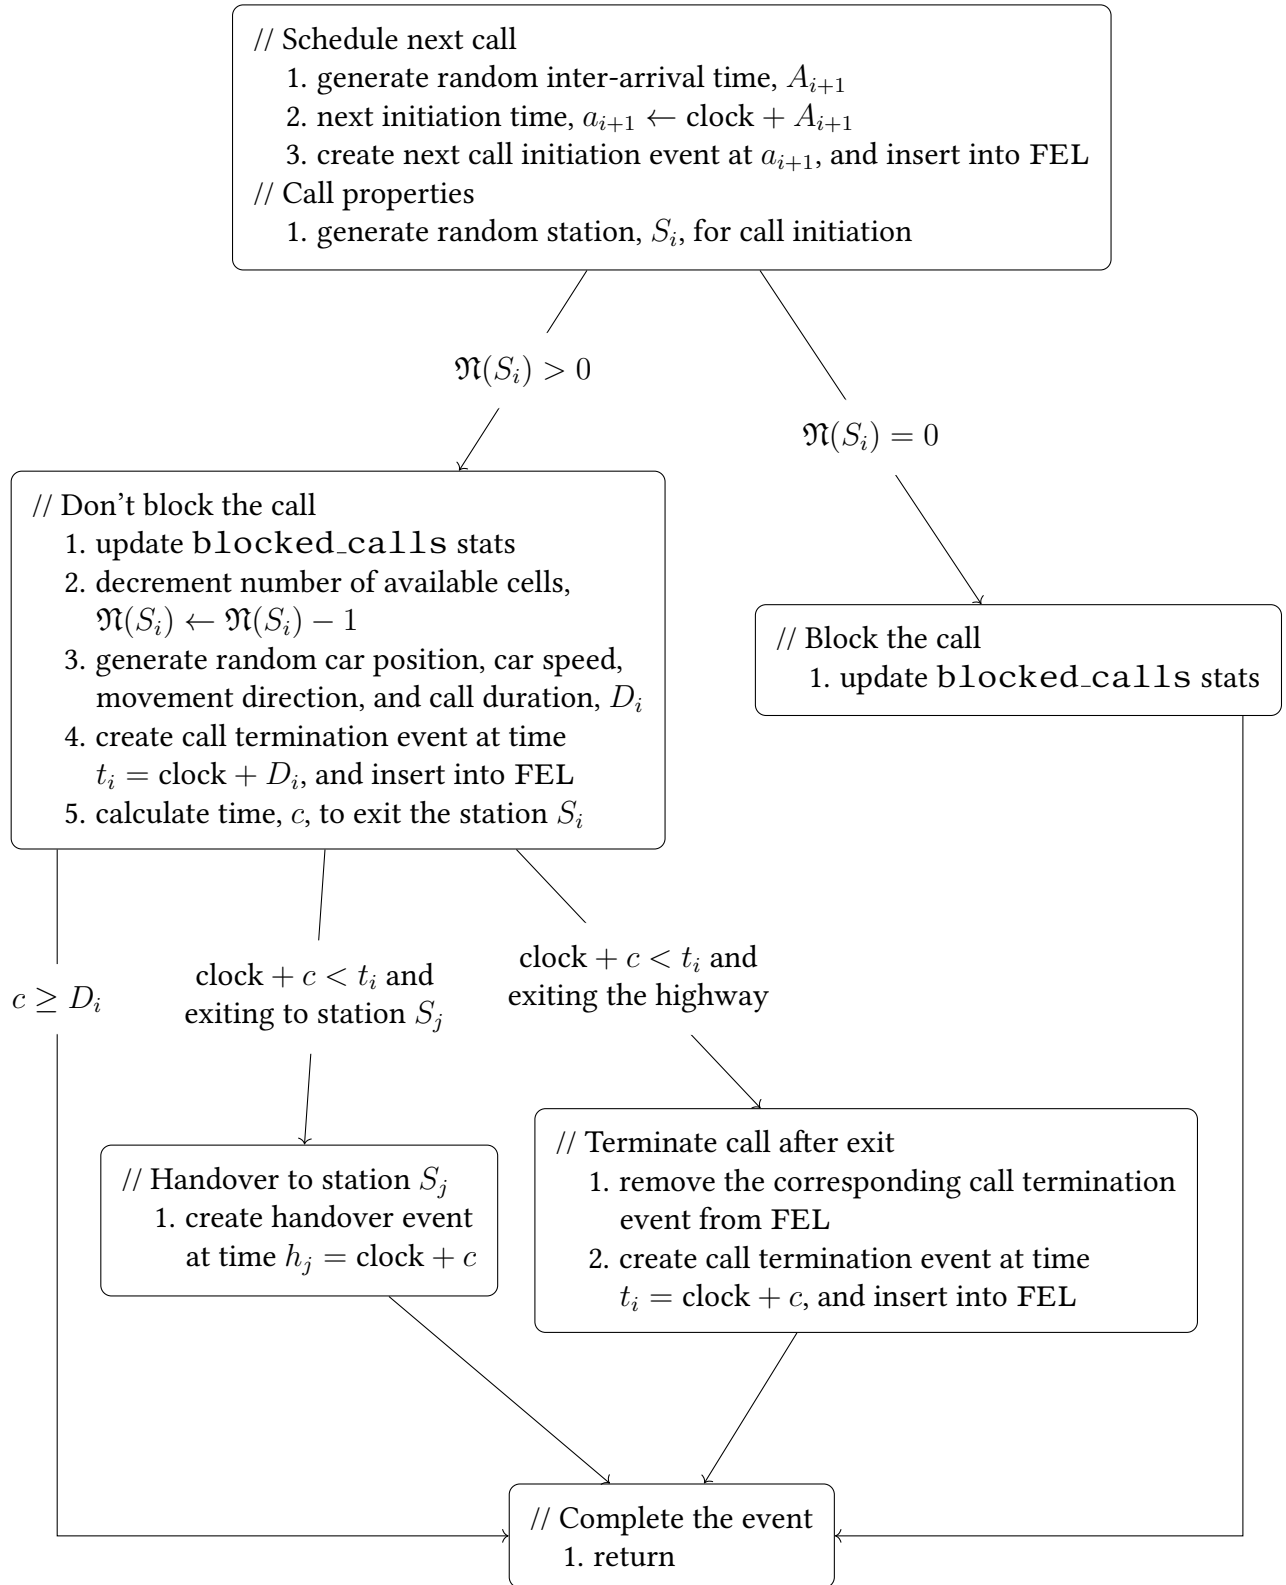 // Schedule next call
1. generate random inter-arrival time, $A_{i+1}$
2. next initiation time, $a_{i+1} \leftarrow \text{clock} + A_{i+1}$
3. create next call initiation event at $a_{i+1}$, and insert into FEL
// Call properties
1. generate random station, $S_i$, for call initiation
$\mathfrak{N}(S_i) > 0$
$\mathfrak{N}(S_i) = 0$
// Don't block the call
1. update blocked_calls stats
2. decrement number of available cells,
$\mathfrak{N}(S_i) \leftarrow \mathfrak{N}(S_i) - 1$
3. generate random car position, car speed,
movement direction, and call duration, $D_i$
4. create call termination event at time
$t_i = \text{clock} + D_i$, and insert into FEL
5. calculate time, $c$, to exit the station $S_i$
// Block the call
1. update blocked_calls stats
$c \geq D_i$
clock $+ c < t_i$ and
exiting to station $S_j$
clock $+ c < t_i$ and
exiting the highway
// Handover to station $S_j$
1. create handover event
at time $h_j = \text{clock} + c$
// Terminate call after exit
1. remove the corresponding call termination
event from FEL
2. create call termination event at time
$t_i = \text{clock} + c$, and insert into FEL
// Complete the event
1. return